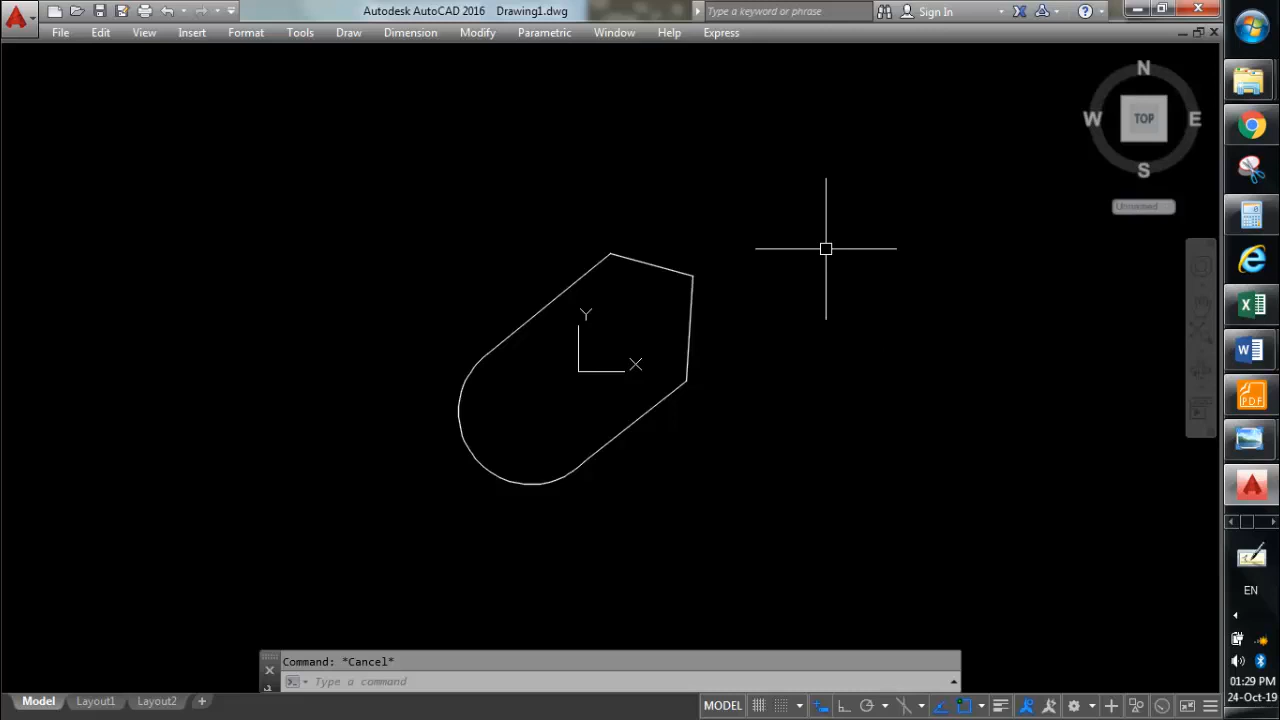 Autodesk AutoCAD 2016 Drawing1.dwg
Type a keyword or phrase
Sign In
File Edit View Insert Format Tools Draw Dimension Modify Parametric Window Help Express
N
W TOP E
S
Unnamed
Y
X
PDF
EN
Command: *Cancel*
Type a command
Model Layout1 Layout2 +
MODEL
01:29 PM
24-Oct-19